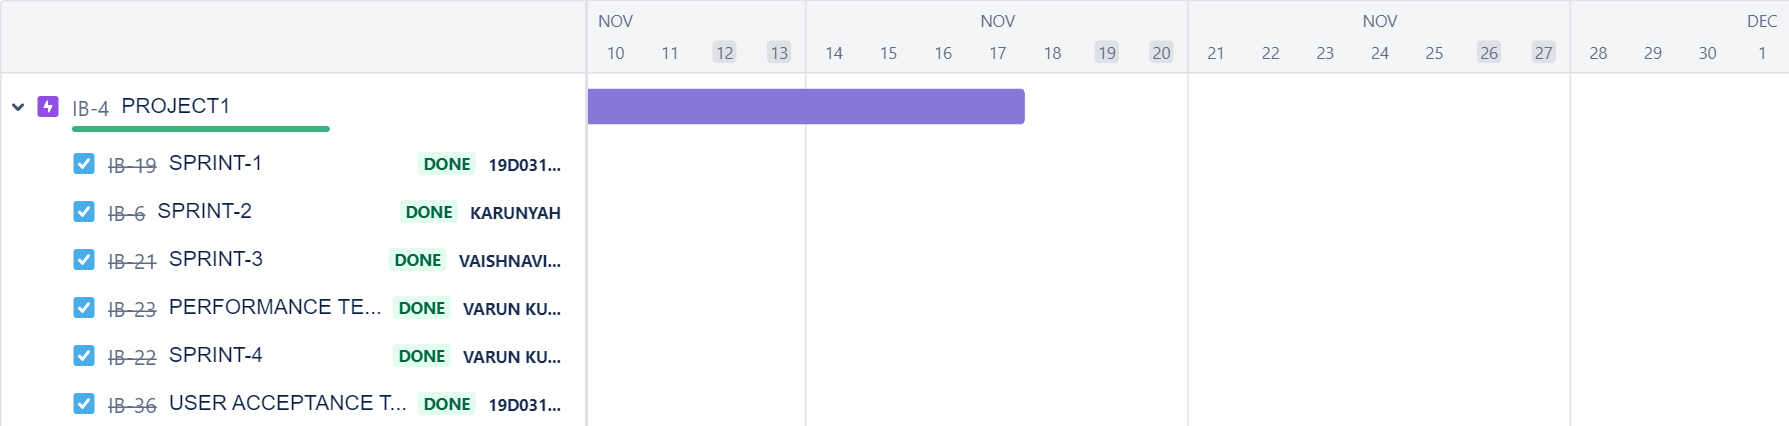 NOV NOV NOV DEC
10 11 12 13 14 15 16 17 18 19 20 21 22 23 24 25 26 27 28 29 30 1
IB-4 PROJECT1
IB-19 SPRINT-1 DONE 19D031...
IB-6 SPRINT-2 DONE KARUNYAH
IB-21 SPRINT-3 DONE VAISHNAVI...
IB-23 PERFORMANCE TE... DONE VARUN KU...
IB-22 SPRINT-4 DONE VARUN KU...
IB-36 USER ACCEPTANCE T... DONE 19D031...